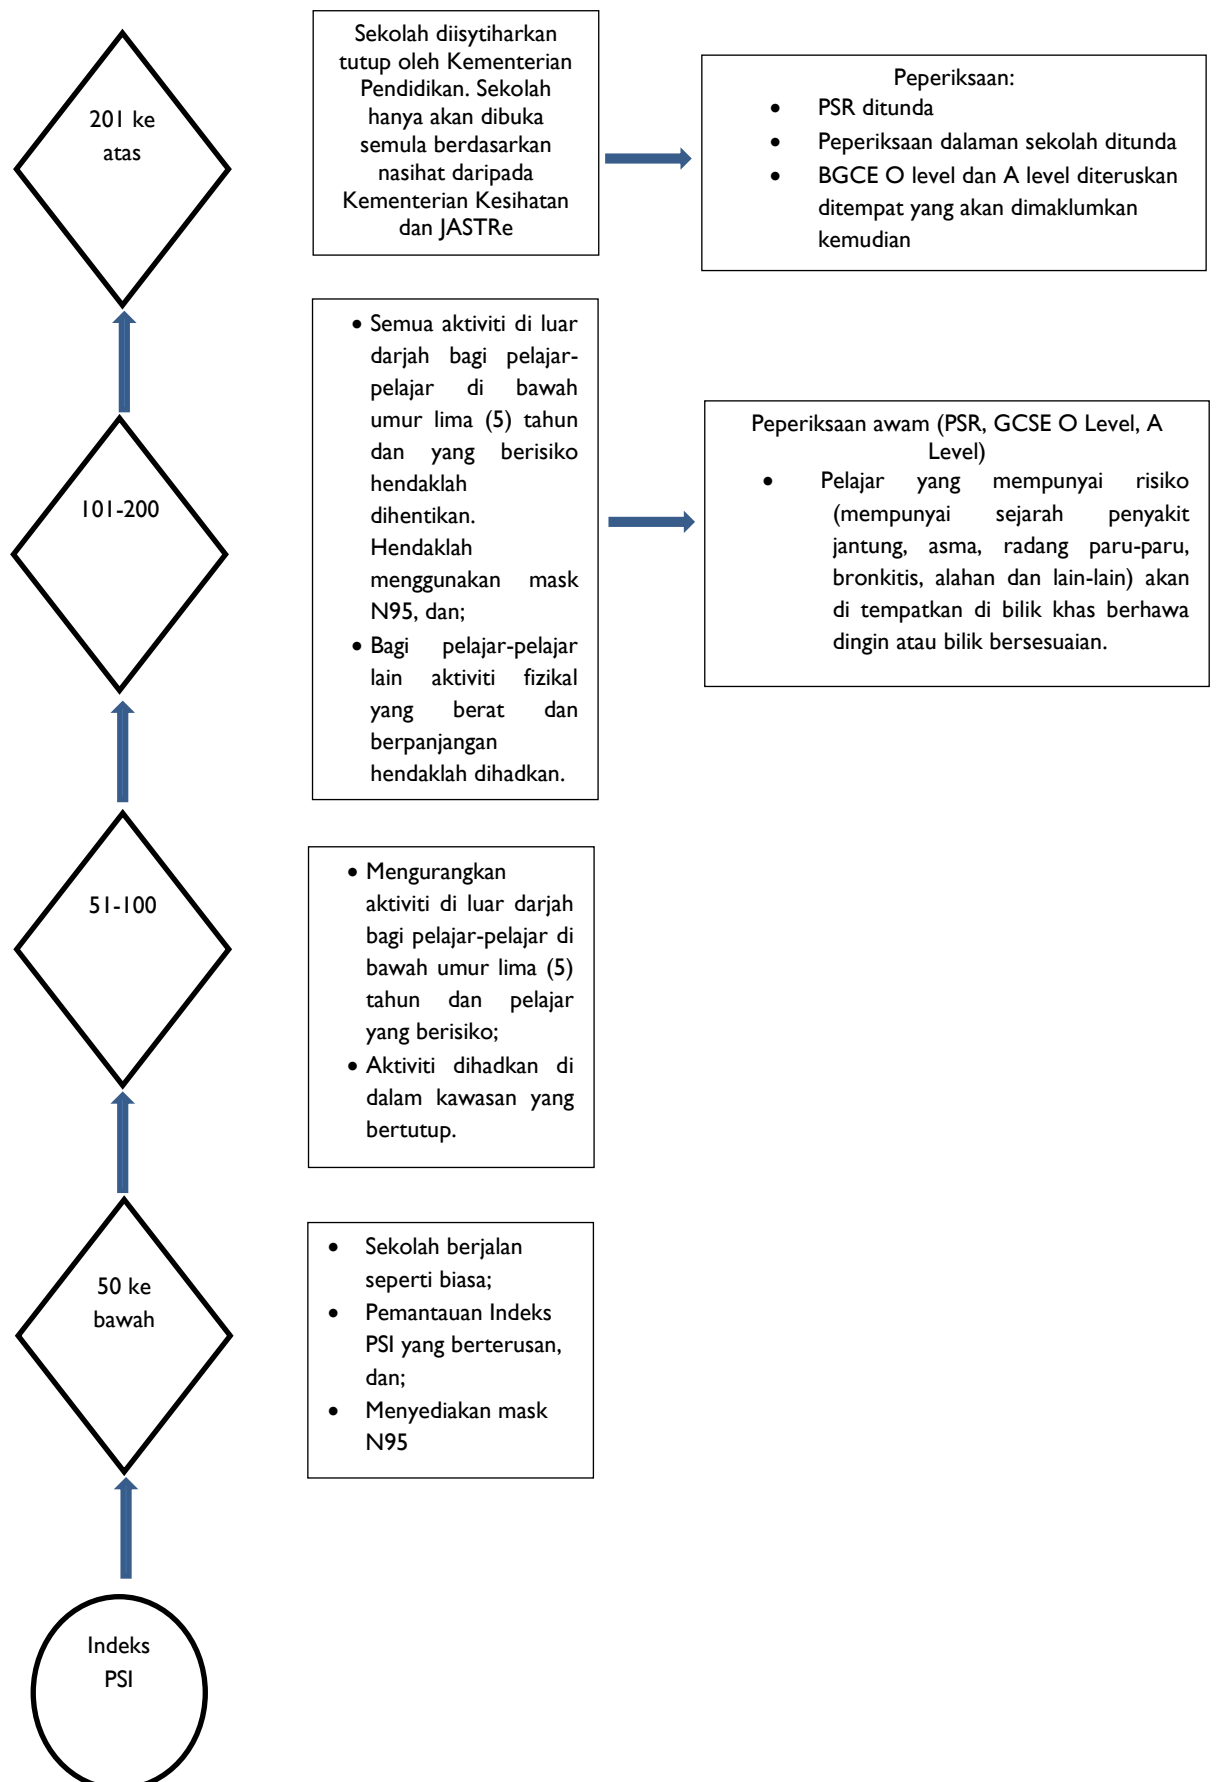 201 ke
atas
Sekolah diisytiharkan
tutup oleh Kementerian
Pendidikan. Sekolah
hanya akan dibuka
semula berdasarkan
nasihat daripada
Kementerian Kesihatan
dan JASTRe
Peperiksaan:
• PSR ditunda
• Peperiksaan dalaman sekolah ditunda
• BGCE O level dan A level diteruskan
ditempat yang akan dimaklumkan
kemudian
101-200
• Semua aktiviti di luar
darjah bagi pelajar-
pelajar di bawah
umur lima (5) tahun
dan yang berisiko
hendaklah
dihentikan.
Hendaklah
menggunakan mask
N95, dan;
• Bagi pelajar-pelajar
lain aktiviti fizikal
yang berat dan
berpanjangan
hendaklah dihadkan.
Peperiksaan awam (PSR, GCSE O Level, A
Level)
• Pelajar yang mempunyai risiko
(mempunyai sejarah penyakit
jantung, asma, radang paru-paru,
bronkitis, alahan dan lain-lain) akan
di tempatkan di bilik khas berhawa
dingin atau bilik bersesuaian.
51-100
• Mengurangkan
aktiviti di luar darjah
bagi pelajar-pelajar di
bawah umur lima (5)
tahun dan pelajar
yang berisiko;
• Aktiviti dihadkan di
dalam kawasan yang
bertutup.
50 ke
bawah
• Sekolah berjalan
seperti biasa;
• Pemantauan Indeks
PSI yang berterusan,
dan;
• Menyediakan mask
N95
Indeks
PSI